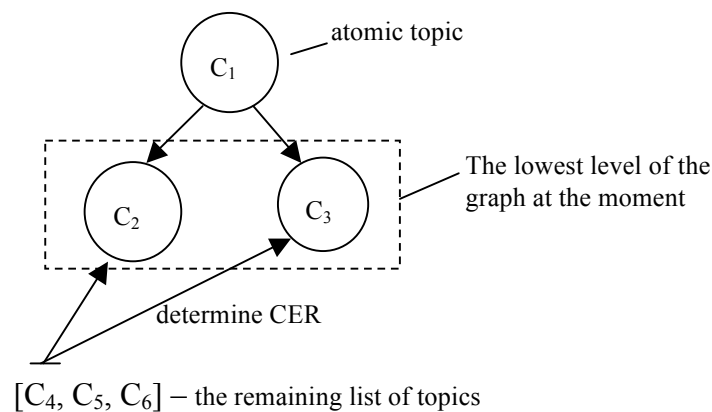 atomic topic
C₁
The lowest level of the
graph at the moment
C₂
C₃
determine CER
[C₄, C₅, C₆] – the remaining list of topics